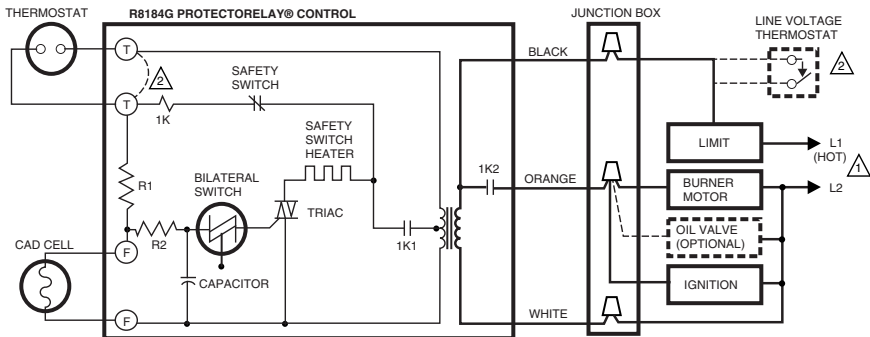 THERMOSTAT
R8184G PROTECTORELAY® CONTROL
JUNCTION BOX
LINE VOLTAGE
THERMOSTAT
T
2
BLACK
2
SAFETY
SWITCH
T
1K
SAFETY
SWITCH
HEATER
LIMIT
L1
(HOT)
1
1K2
ORANGE
BURNER
MOTOR
L2
R1
BILATERAL
SWITCH
TRIAC
R2
1K1
OIL VALVE
(OPTIONAL)
CAD CELL
F
CAPACITOR
IGNITION
F
WHITE